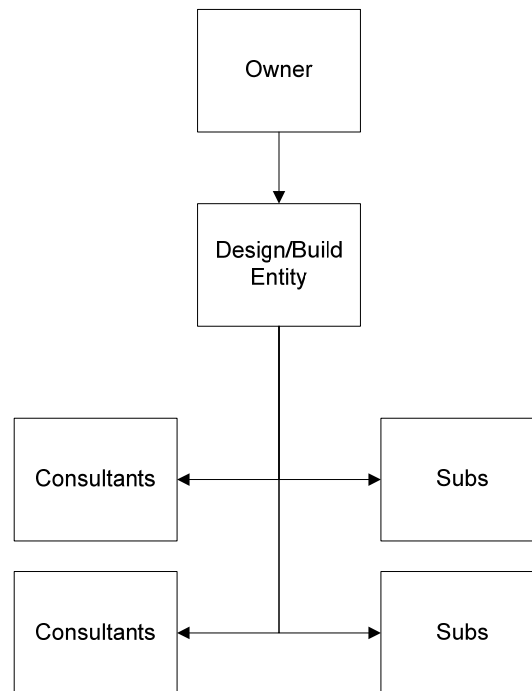 Owner
Design/Build
Entity
Consultants
Subs
Consultants
Subs